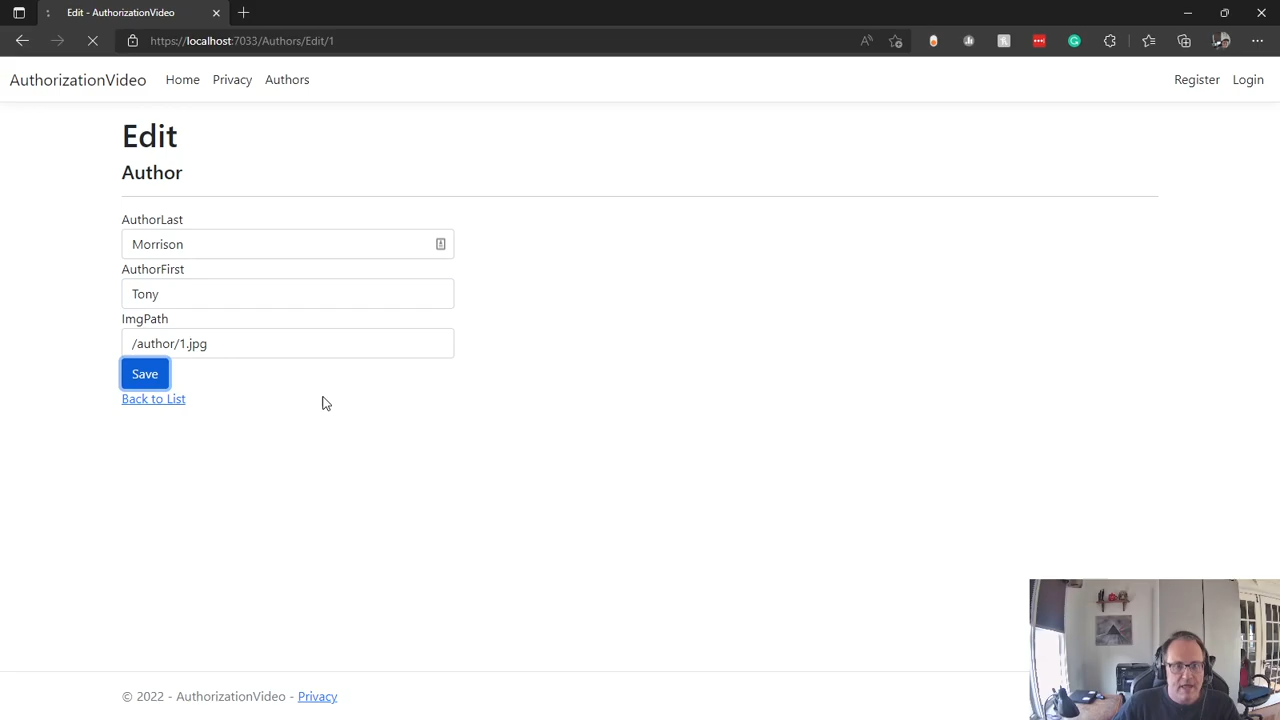 Edit - AuthorizationVideo
https://localhost:7033/Authors/Edit/1
AuthorizationVideo Home Privacy Authors Register Login
Edit
Author
AuthorLast
Morrison
AuthorFirst
Tony
ImgPath
/author/1.jpg
Save
Back to List
© 2022 - AuthorizationVideo - Privacy